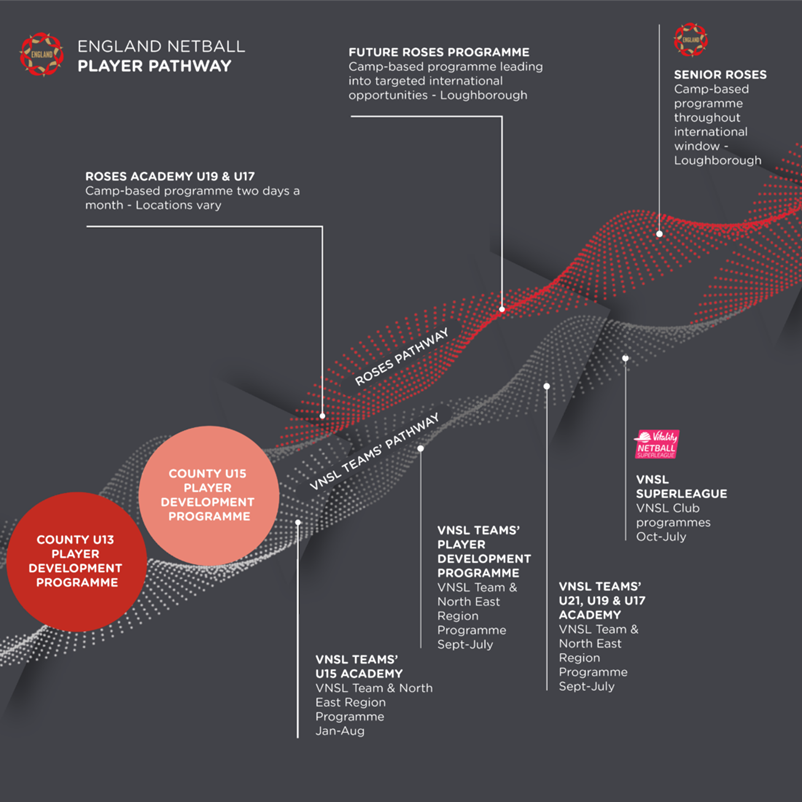 ENGLAND
ENGLAND NETBALL
PLAYER PATHWAY
FUTURE ROSES PROGRAMME
Camp-based programme leading
into targeted international
opportunities - Loughborough
ENGLAND
SENIOR ROSES
Camp-based
programme
throughout
international
window -
Loughborough
ROSES ACADEMY U19 & U17
Camp-based programme two days a
month - Locations vary
ROSES PATHWAY
VNSL TEAMS' PATHWAY
COUNTY U15
PLAYER
DEVELOPMENT
PROGRAMME
COUNTY U13
PLAYER
DEVELOPMENT
PROGRAMME
Vitality
NETBALL
SUPERLEAGUE
VNSL
SUPERLEAGUE
VNSL Club
programmes
Oct-July
VNSL TEAMS'
PLAYER
DEVELOPMENT
PROGRAMME
VNSL Team &
North East
Region
Programme
Sept-July
VNSL TEAMS'
U21, U19 & U17
ACADEMY
VNSL Team &
North East
Region
Programme
Sept-July
VNSL TEAMS'
U15 ACADEMY
VNSL Team & North
East Region
Programme
Jan-Aug